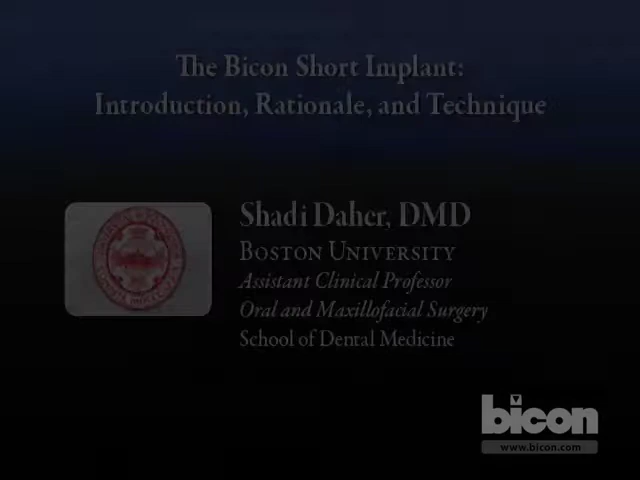 The Bicon Short Implant:
Introduction, Rationale, and Technique
Shadi Daher, DMD
BOSTON UNIVERSITY
Assistant Clinical Professor
Oral and Maxillofacial Surgery
School of Dental Medicine
bicon
www.bicon.com